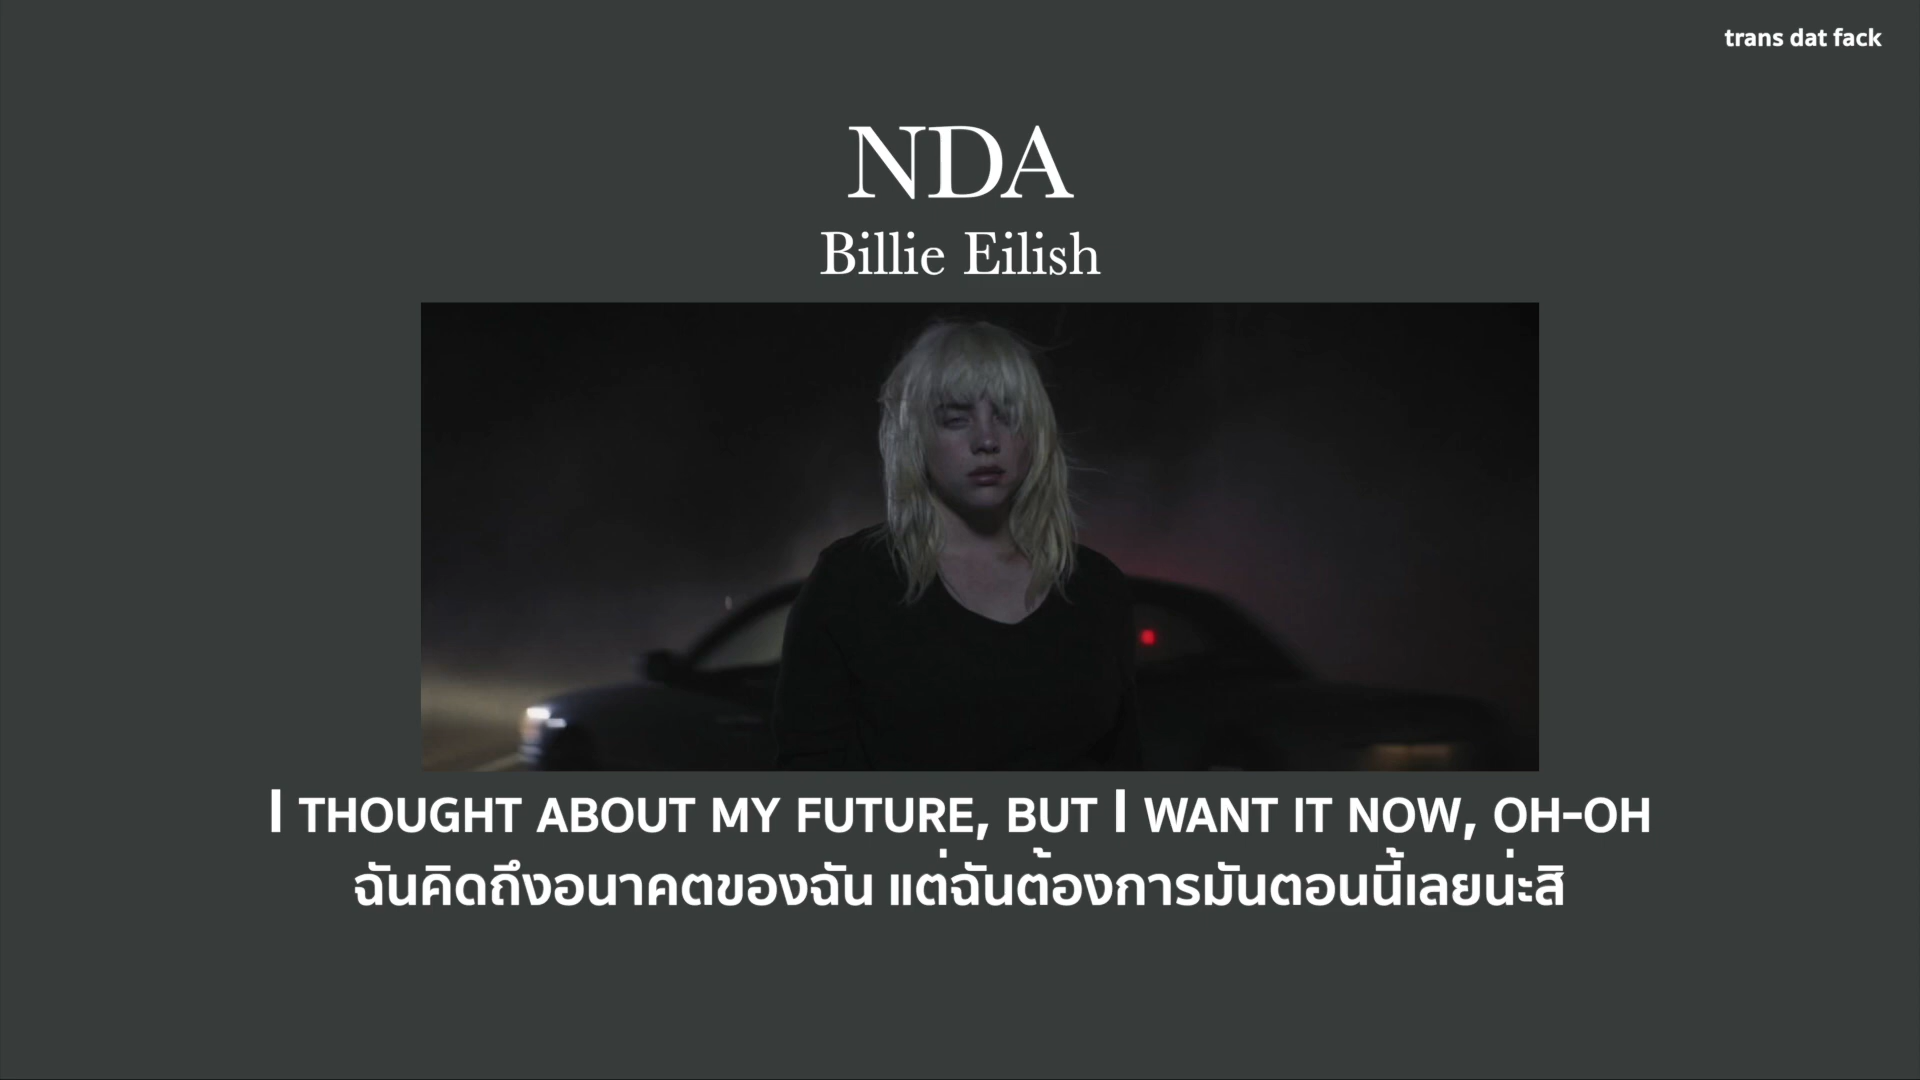 trans dat fack
NDA
Billie Eilish
I THOUGHT ABOUT MY FUTURE, BUT I WANT IT NOW, OH-OH
ฉันคิดถึงอนาคตของฉัน แต่ฉันต้องการมันตอนนี้เลยน่ะสิ